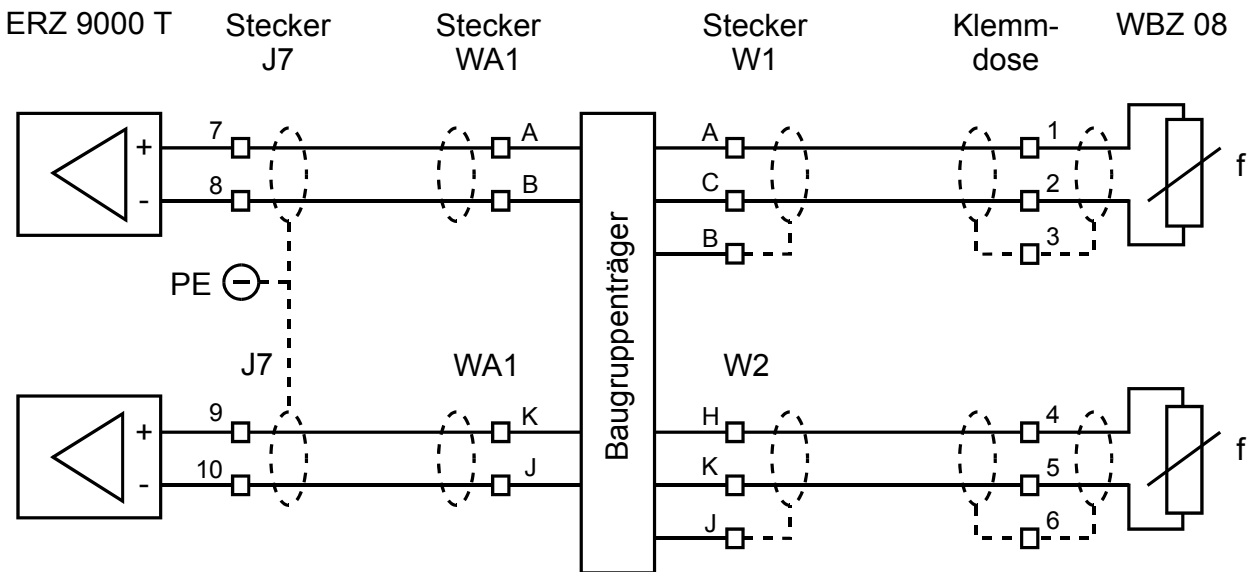 ERZ 9000 T
Stecker
J7
Stecker
WA1
Stecker
W1
Klemm-
dose
WBZ 08
+
-
7
8
A
B
A
C
B
1
2
3
f
PE
Baugruppenträger
J7
WA1
W2
+
-
9
10
K
J
H
K
J
4
5
6
f